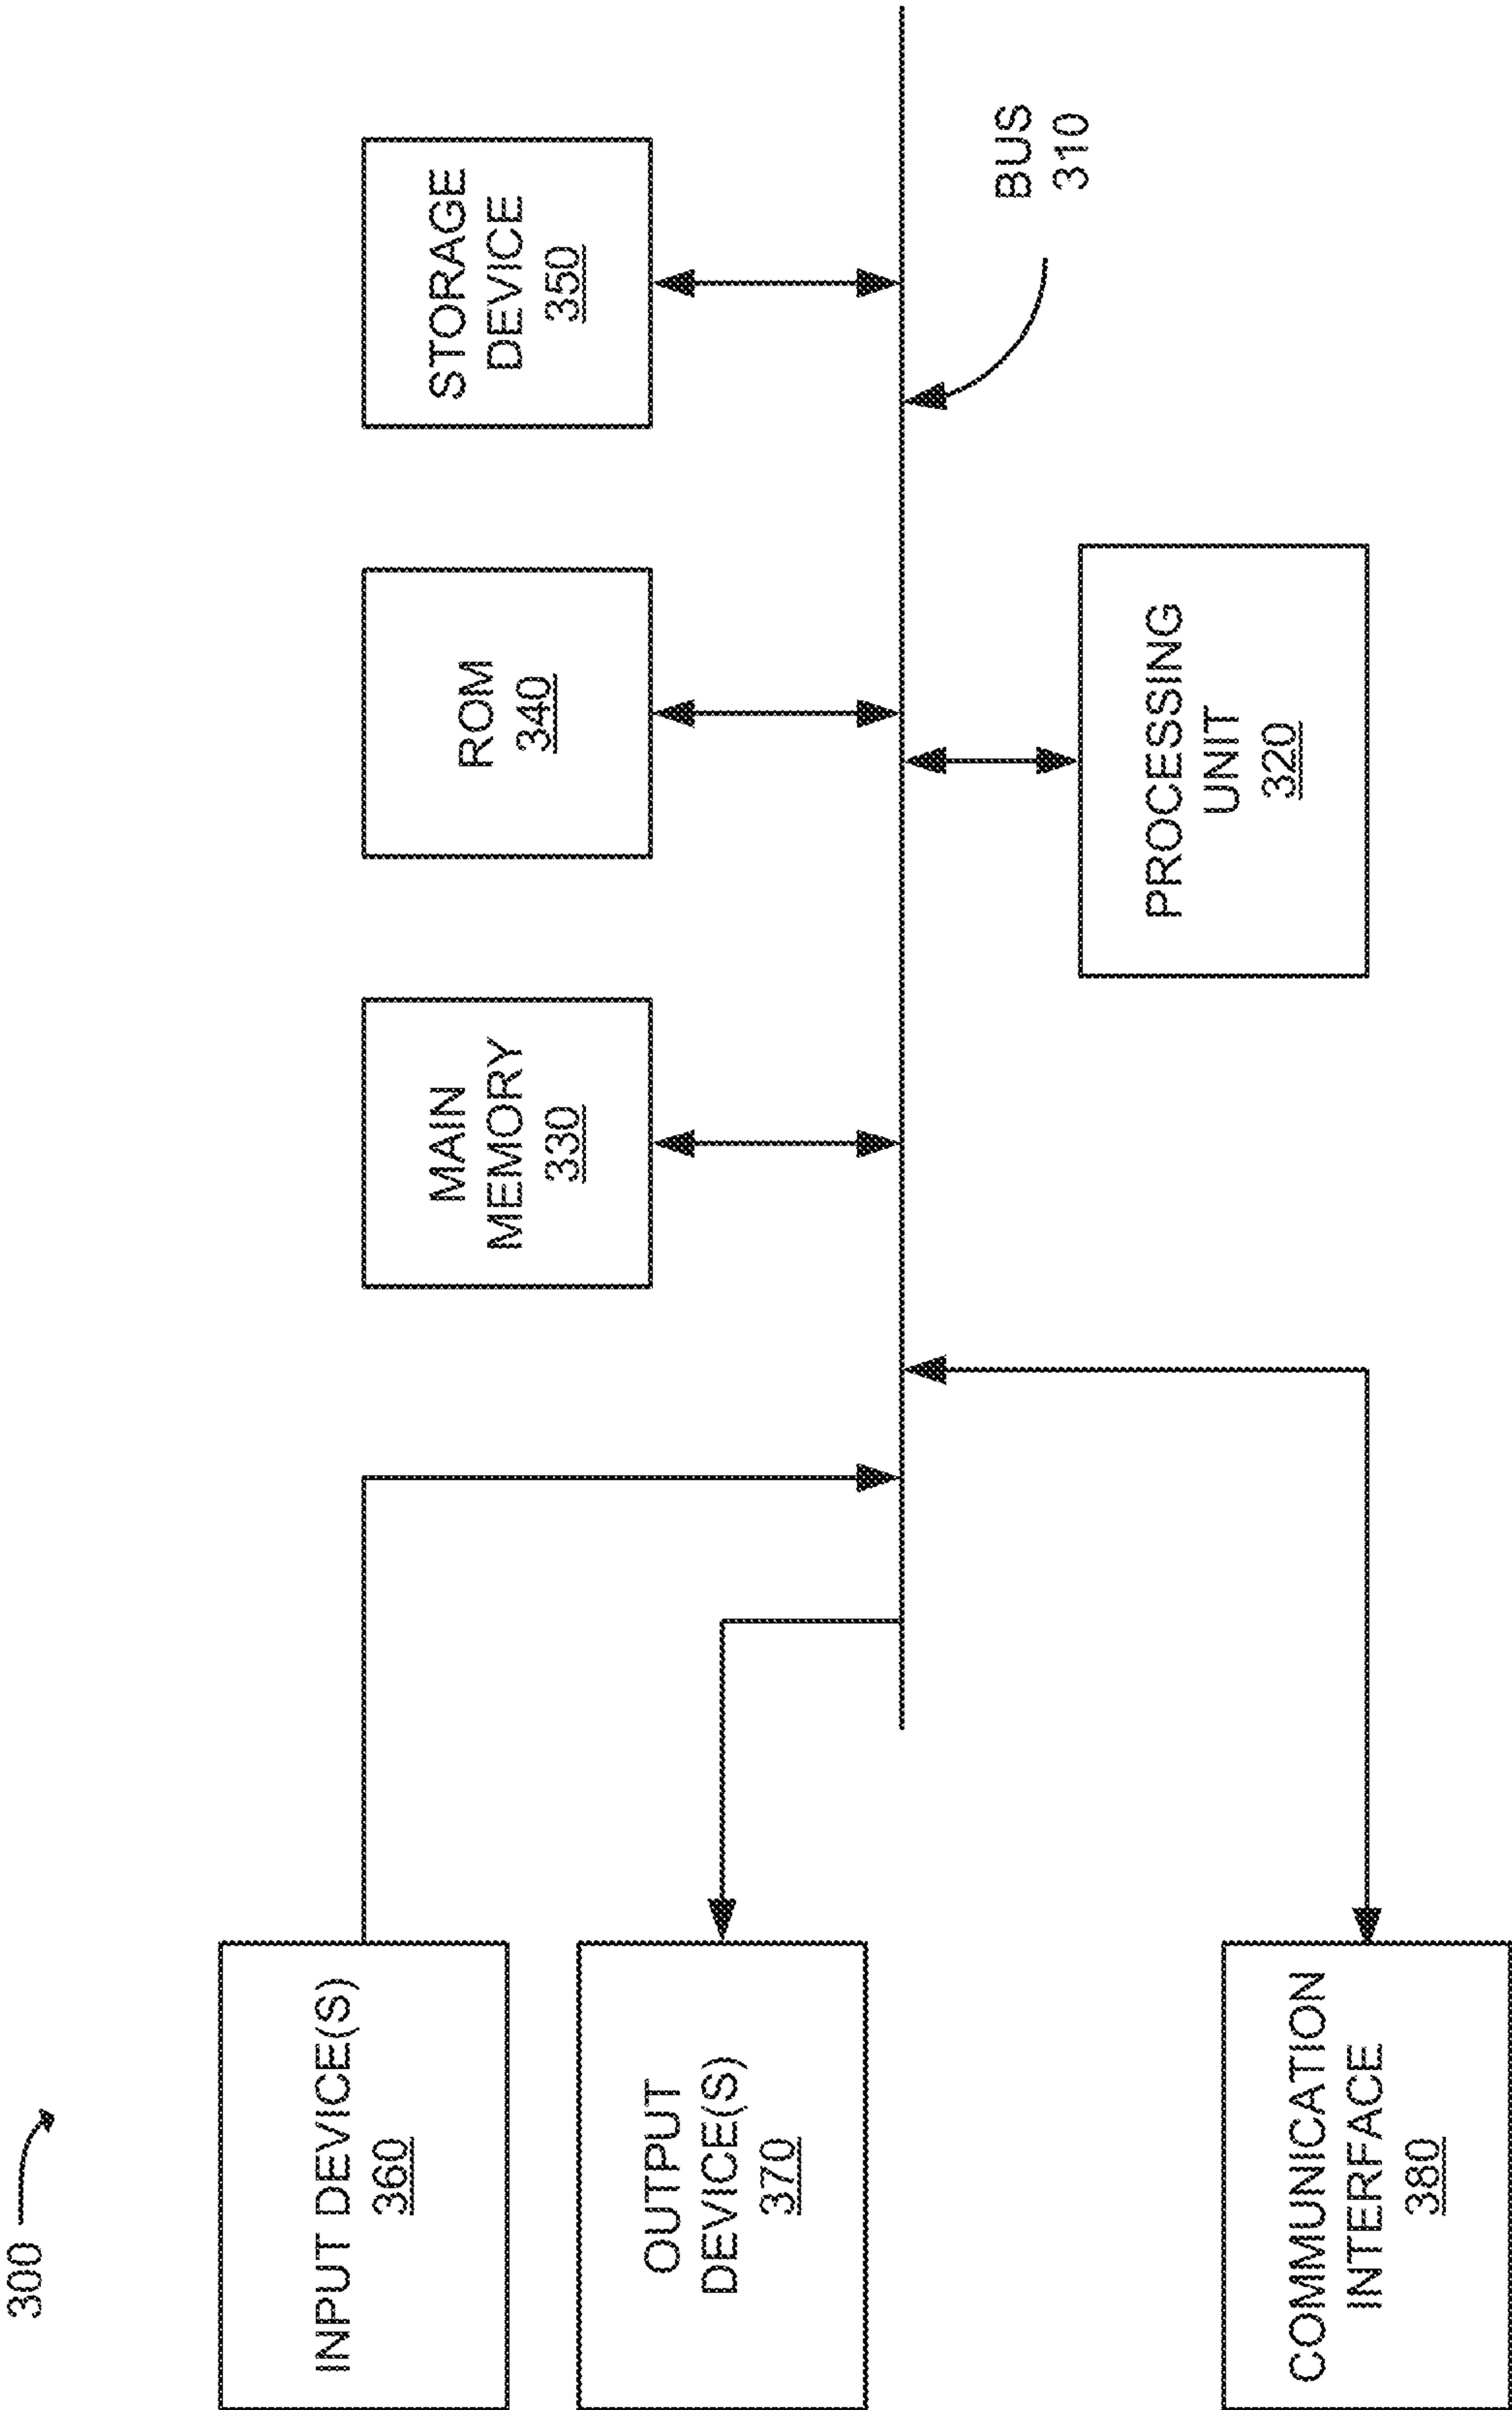 300
INPUT DEVICE(S)
360
MAIN
MEMORY
330
ROM
340
STORAGE
DEVICE
350
OUTPUT
DEVICE(S)
370
BUS
310
COMMUNICATION
INTERFACE
380
PROCESSING
UNIT
320